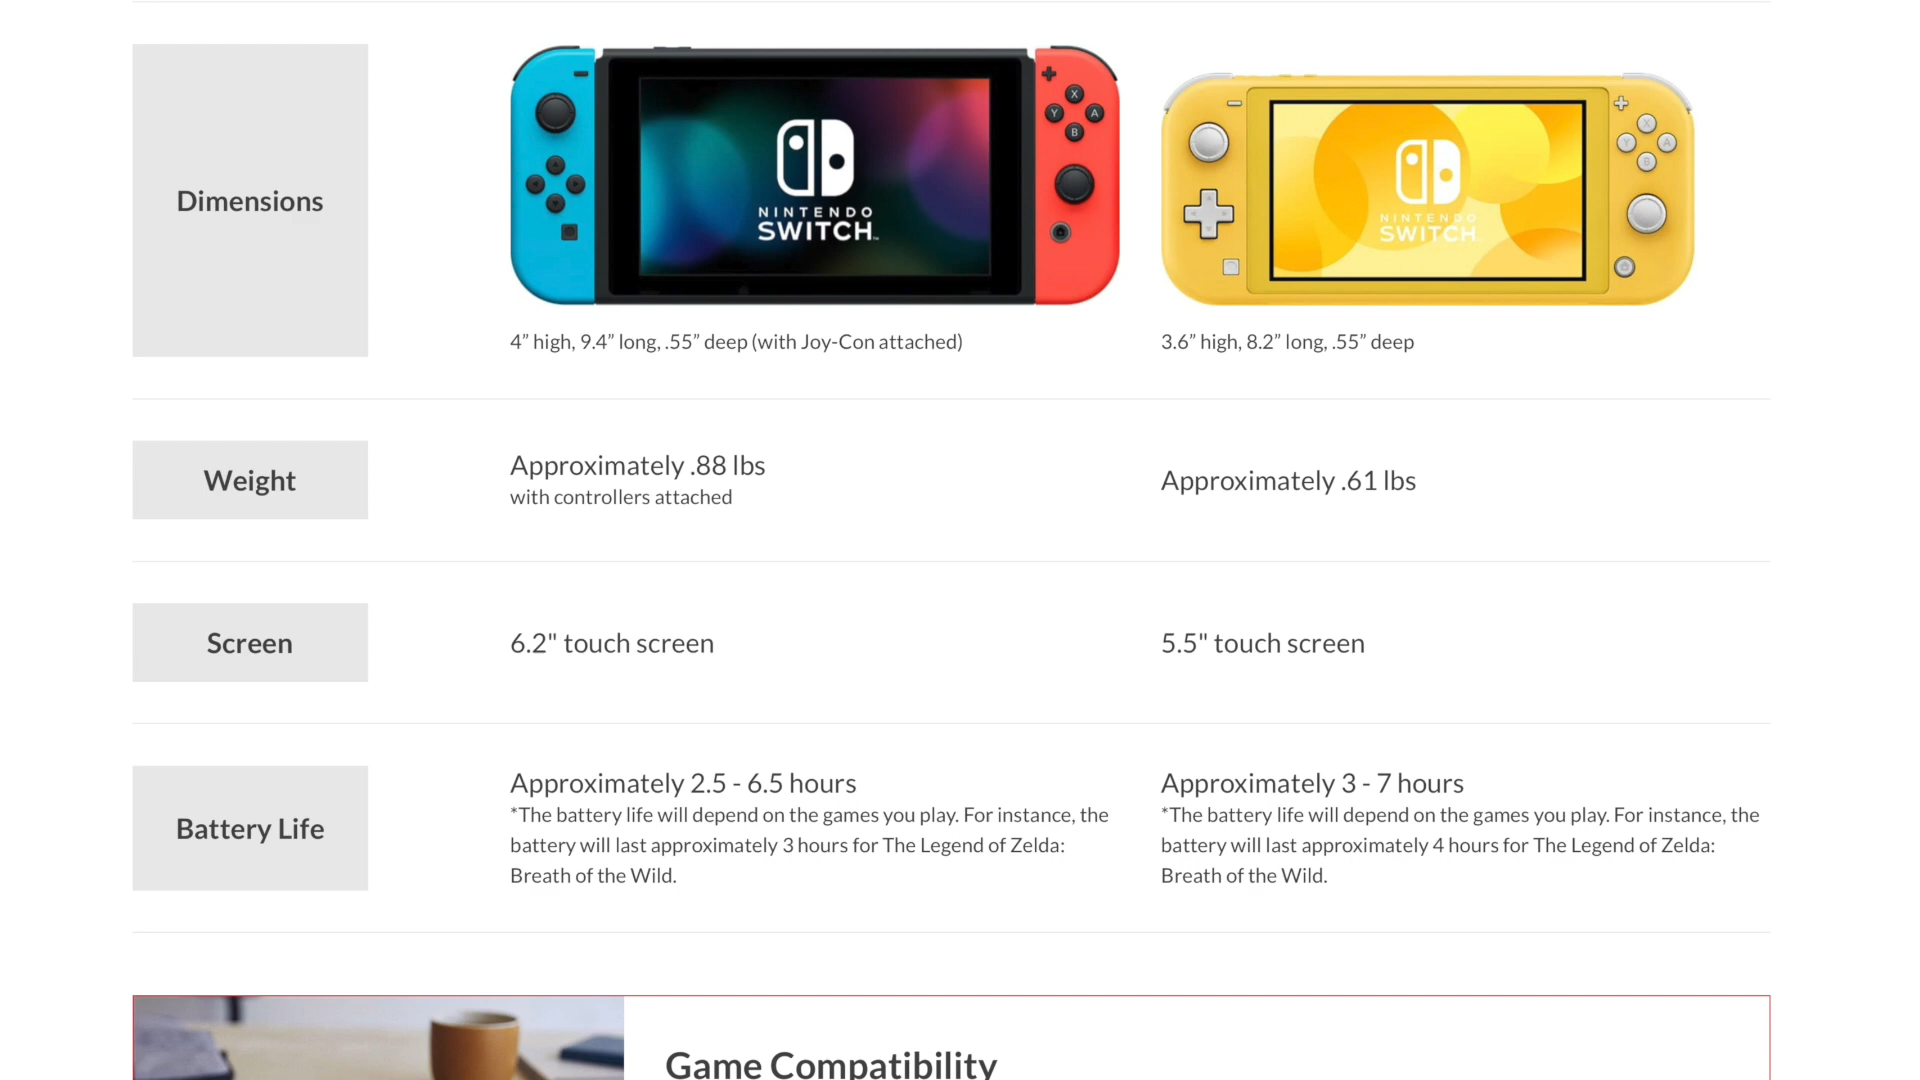 Dimensions
X
Y
A
B
NINTENDO
SWITCH™
X
Y
A
B
NINTENDO
SWITCH
4” high, 9.4” long, .55” deep (with Joy-Con attached)
3.6” high, 8.2” long, .55” deep
Weight
Approximately .88 lbs
with controllers attached
Approximately .61 lbs
Screen
6.2" touch screen
5.5" touch screen
Battery Life
Approximately 2.5 - 6.5 hours
*The battery life will depend on the games you play. For instance, the
battery will last approximately 3 hours for The Legend of Zelda:
Breath of the Wild.
Approximately 3 - 7 hours
*The battery life will depend on the games you play. For instance, the
battery will last approximately 4 hours for The Legend of Zelda:
Breath of the Wild.
Game Compatibility